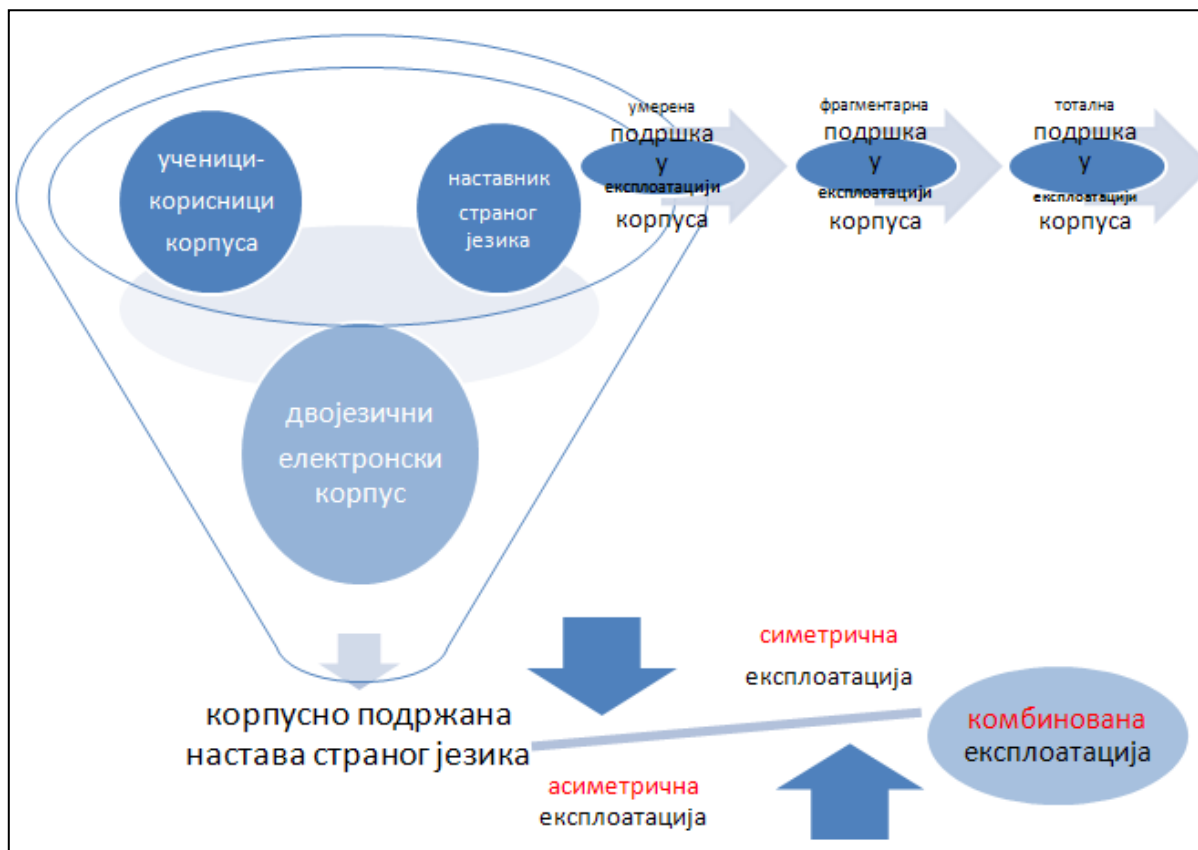 ученици-
корисници
корпуса
наставник
страног
језика
умерена
подршка
у
експлоатацији
корпуса
фрагментарна
подршка
у
експлоатацији
корпуса
тотална
подршка
у
експлоатацији
корпуса
двојезични
електронски
корпус
корпусно подржана
настава страног језика
симетрична
експлоатација
асиметрична
експлоатација
комбинована
експлоатација